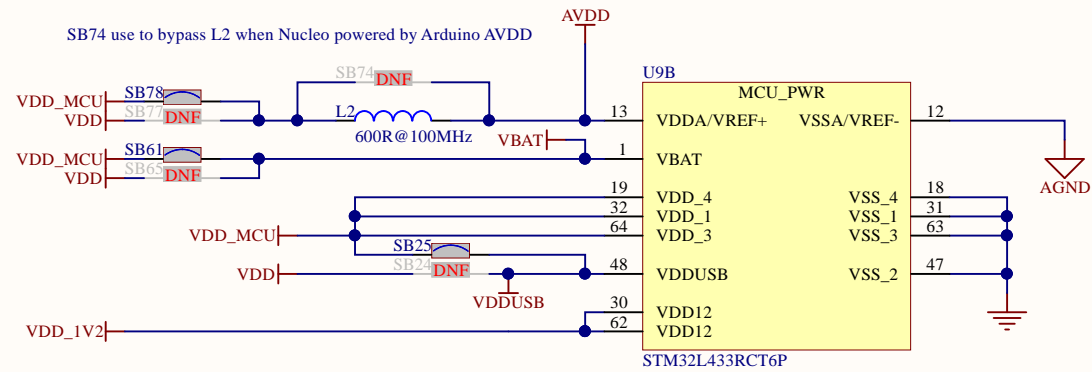 AVDD
SB74 use to bypass L2 when Nucleo powered by Arduino AVDD
SB74 DNF
U9B
MCU_PWR
SB78
VDD_MCU
SB77 DNF
VDD
L2
600R@100MHz
13 VDDA/VREF+ VSSA/VREF- 12
VBAT
SB61
VDD_MCU
1 VBAT
SB65 DNF
VDD
AGND
19 VDD_4 VSS_4 18
32 VDD_1 VSS_1 31
VDD_MCU 64 VDD_3 VSS_3 63
SB25
SB24 DNF
VDD 48 VDDUSB VSS_2 47
VDDUSB
30 VDD12
VDD_1V2 62 VDD12
STM32L433RCT6P